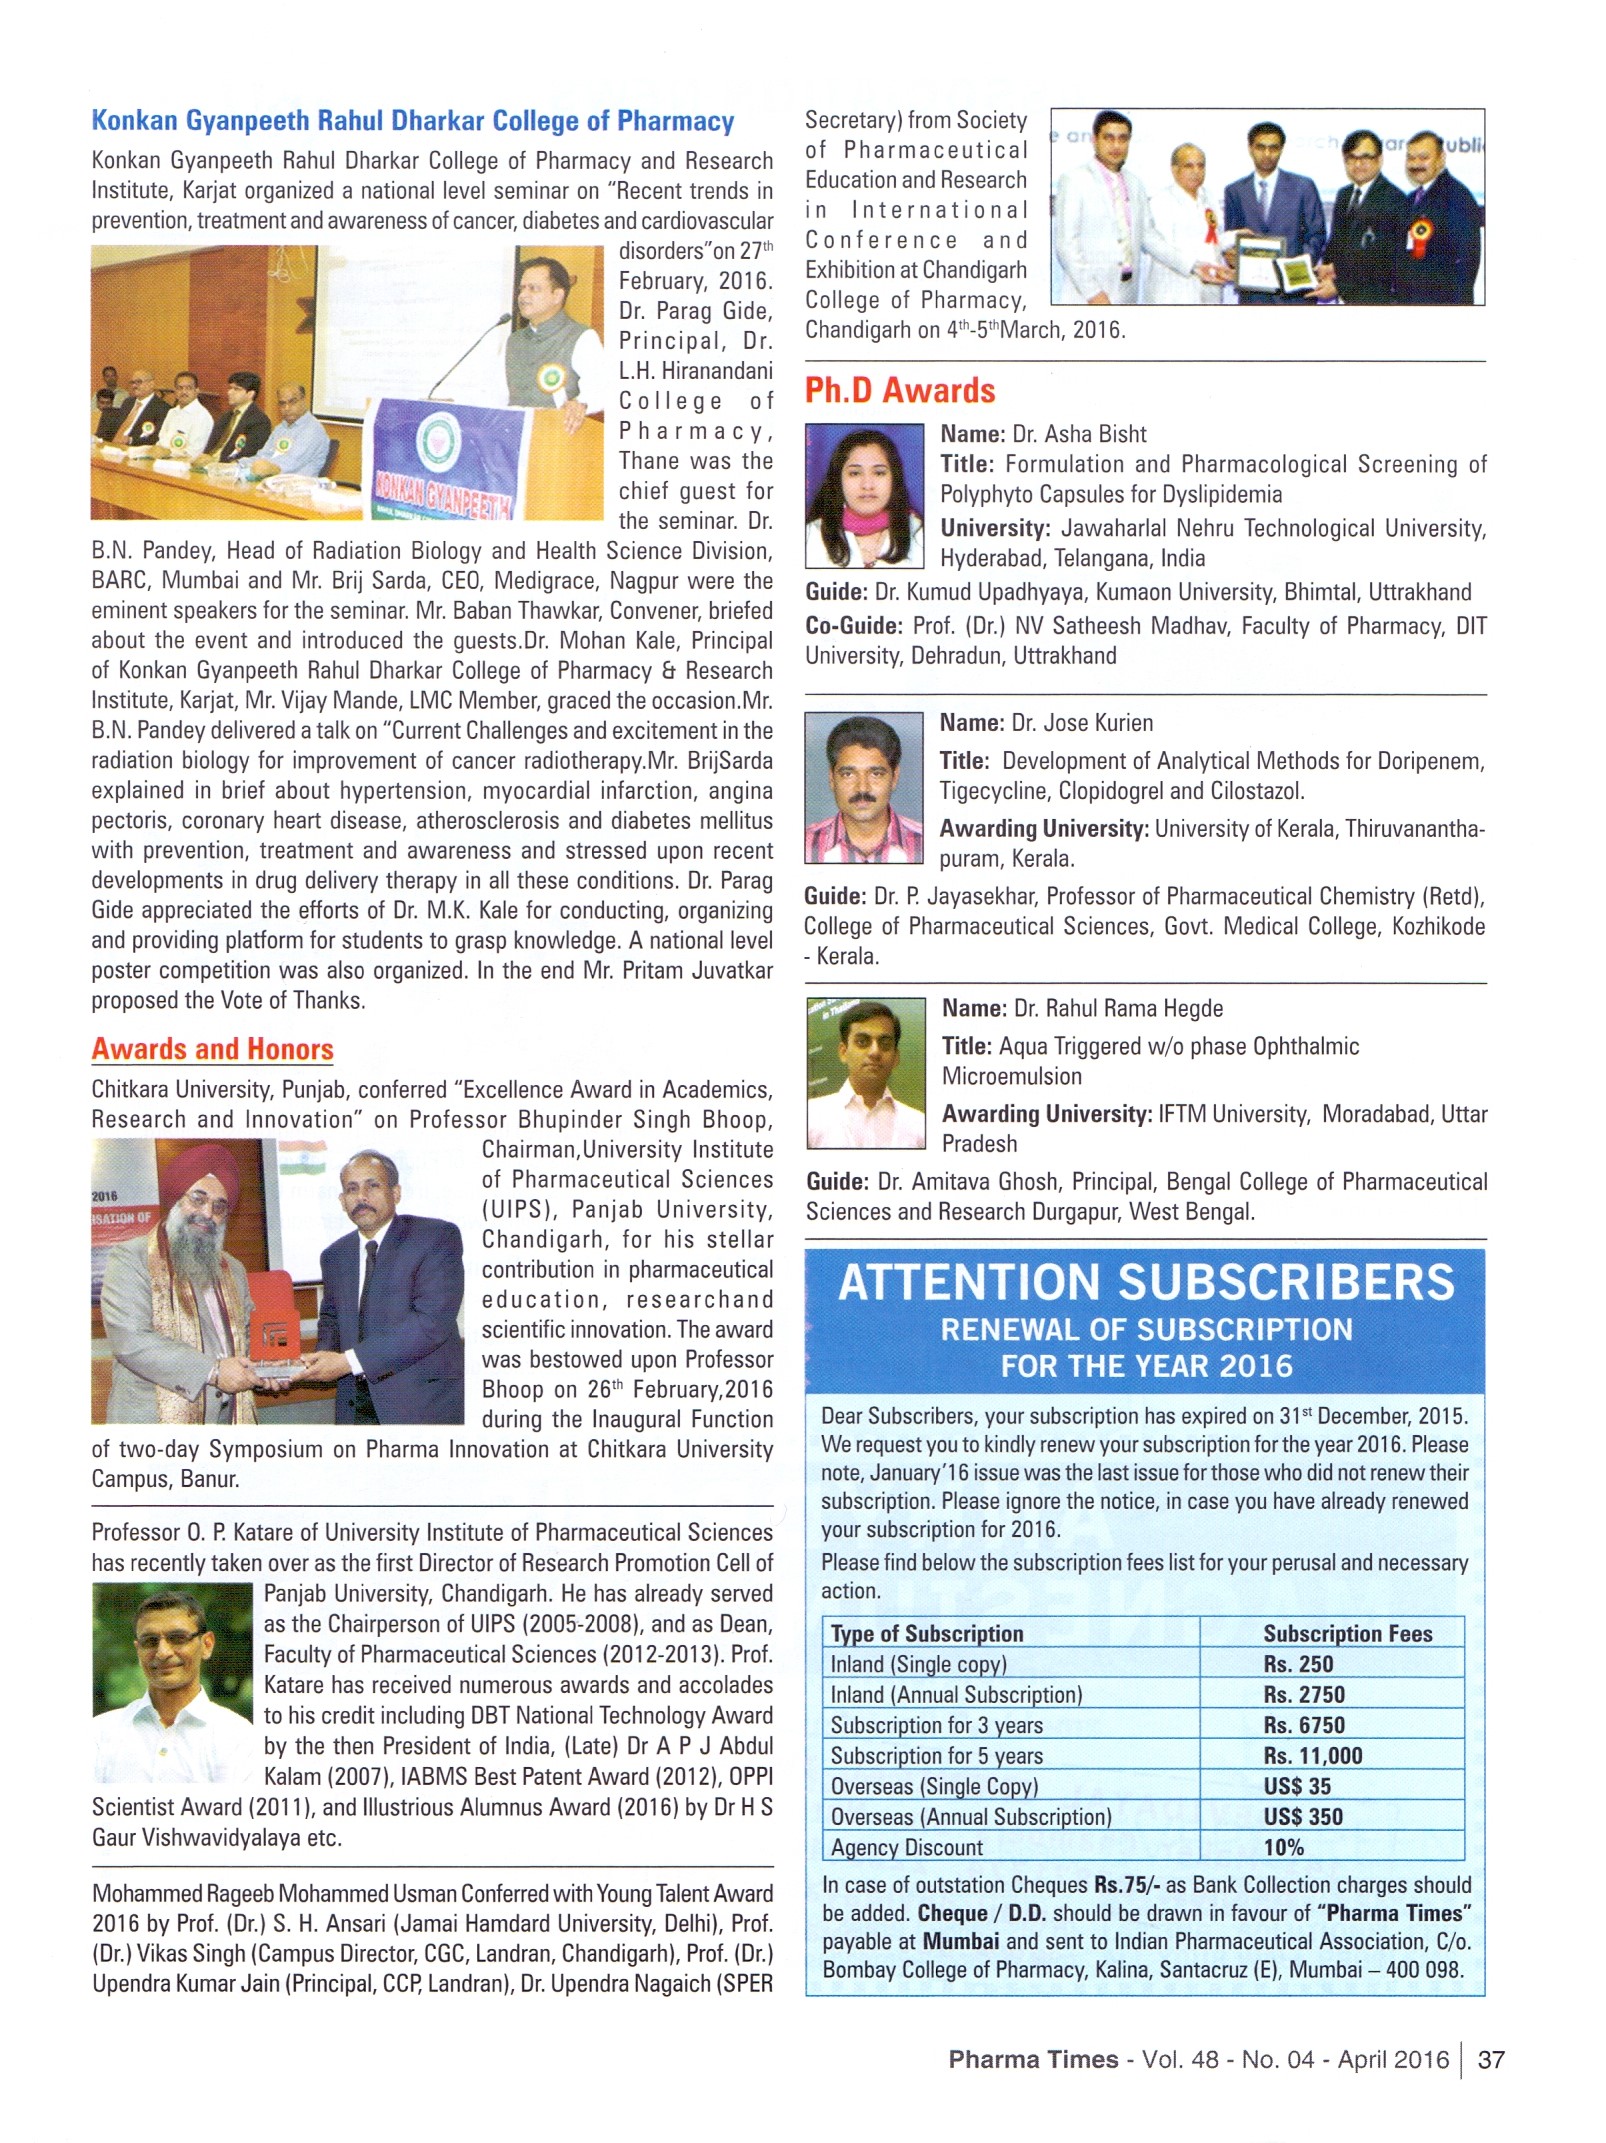 Konkan Gyanpeeth Rahul Dharkar College of Pharmacy
Konkan Gyanpeeth Rahul Dharkar College of Pharmacy and Research
Institute, Karjat organized a national level seminar on “Recent trends in
prevention, treatment and awareness of cancer, diabetes and cardiovascular
disorders”on 27th
February, 2016.
Dr. Parag Gide,
Principal, Dr.
L.H. Hiranandani
College of
Pharmacy,
Thane was the
chief guest for
the seminar. Dr.
KONKAN GYANPEETH
B.N. Pandey, Head of Radiation Biology and Health Science Division,
BARC, Mumbai and Mr. Brij Sarda, CEO, Medigrace, Nagpur were the
eminent speakers for the seminar. Mr. Baban Thawkar, Convener, briefed
about the event and introduced the guests.Dr. Mohan Kale, Principal
of Konkan Gyanpeeth Rahul Dharkar College of Pharmacy & Research
Institute, Karjat, Mr. Vijay Mande, LMC Member, graced the occasion.Mr.
B.N. Pandey delivered a talk on “Current Challenges and excitement in the
radiation biology for improvement of cancer radiotherapy.Mr. BrijSarda
explained in brief about hypertension, myocardial infarction, angina
pectoris, coronary heart disease, atherosclerosis and diabetes mellitus
with prevention, treatment and awareness and stressed upon recent
developments in drug delivery therapy in all these conditions. Dr. Parag
Gide appreciated the efforts of Dr. M.K. Kale for conducting, organizing
and providing platform for students to grasp knowledge. A national level
poster competition was also organized. In the end Mr. Pritam Juvatkar
proposed the Vote of Thanks.
Awards and Honors
Chitkara University, Punjab, conferred “Excellence Award in Academics,
Research and Innovation” on Professor Bhupinder Singh Bhoop,
Chairman,University Institute
of Pharmaceutical Sciences
(UIPS), Panjab University,
Chandigarh, for his stellar
contribution in pharmaceutical
education, researchand
scientific innovation. The award
was bestowed upon Professor
Bhoop on 26th February,2016
during the Inaugural Function
2016
SATION OF
of two-day Symposium on Pharma Innovation at Chitkara University
Campus, Banur.
Professor O. P. Katare of University Institute of Pharmaceutical Sciences
has recently taken over as the first Director of Research Promotion Cell of
Panjab University, Chandigarh. He has already served
as the Chairperson of UIPS (2005-2008), and as Dean,
Faculty of Pharmaceutical Sciences (2012-2013). Prof.
Katare has received numerous awards and accolades
to his credit including DBT National Technology Award
by the then President of India, (Late) Dr A P J Abdul
Kalam (2007), IABMS Best Patent Award (2012), OPPI
Scientist Award (2011), and Illustrious Alumnus Award (2016) by Dr H S
Gaur Vishwavidyalaya etc.
Mohammed Rageeb Mohammed Usman Conferred with Young Talent Award
2016 by Prof. (Dr.) S. H. Ansari (Jamai Hamdard University, Delhi), Prof.
(Dr.) Vikas Singh (Campus Director, CGC, Landran, Chandigarh), Prof. (Dr.)
Upendra Kumar Jain (Principal, CCP, Landran), Dr. Upendra Nagaich (SPER
Secretary) from Society
of Pharmaceutical
Education and Research
in International
Conference and
Exhibition at Chandigarh
College of Pharmacy,
Chandigarh on 4th-5thMarch, 2016.
Ph.D Awards
Name: Dr. Asha Bisht
Title: Formulation and Pharmacological Screening of
Polyphyto Capsules for Dyslipidemia
University: Jawaharlal Nehru Technological University,
Hyderabad, Telangana, India
Guide: Dr. Kumud Upadhyaya, Kumaon University, Bhimtal, Uttrakhand
Co-Guide: Prof. (Dr.) NV Satheesh Madhav, Faculty of Pharmacy, DIT
University, Dehradun, Uttrakhand
Name: Dr. Jose Kurien
Title: Development of Analytical Methods for Doripenem,
Tigecycline, Clopidogrel and Cilostazol.
Awarding University: University of Kerala, Thiruvanantha-
puram, Kerala.
Guide: Dr. P. Jayasekhar, Professor of Pharmaceutical Chemistry (Retd),
College of Pharmaceutical Sciences, Govt. Medical College, Kozhikode
- Kerala.
Name: Dr. Rahul Rama Hegde
Title: Aqua Triggered w/o phase Ophthalmic
Microemulsion
Awarding University: IFTM University, Moradabad, Uttar
Pradesh
Guide: Dr. Amitava Ghosh, Principal, Bengal College of Pharmaceutical
Sciences and Research Durgapur, West Bengal.
ATTENTION SUBSCRIBERS
RENEWAL OF SUBSCRIPTION
FOR THE YEAR 2016
Dear Subscribers, your subscription has expired on 31st December, 2015.
We request you to kindly renew your subscription for the year 2016. Please
note, January’16 issue was the last issue for those who did not renew their
subscription. Please ignore the notice, in case you have already renewed
your subscription for 2016.
Please find below the subscription fees list for your perusal and necessary
action.
Type of Subscription Subscription Fees
Inland (Single copy) Rs. 250
Inland (Annual Subscription) Rs. 2750
Subscription for 3 years Rs. 6750
Subscription for 5 years Rs. 11,000
Overseas (Single Copy) US$ 35
Overseas (Annual Subscription) US$ 350
Agency Discount 10%
In case of outstation Cheques Rs.75/- as Bank Collection charges should
be added. Cheque / D.D. should be drawn in favour of “Pharma Times”
payable at Mumbai and sent to Indian Pharmaceutical Association, C/o.
Bombay College of Pharmacy, Kalina, Santacruz (E), Mumbai – 400 098.
Pharma Times - Vol. 48 - No. 04 - April 2016 | 37